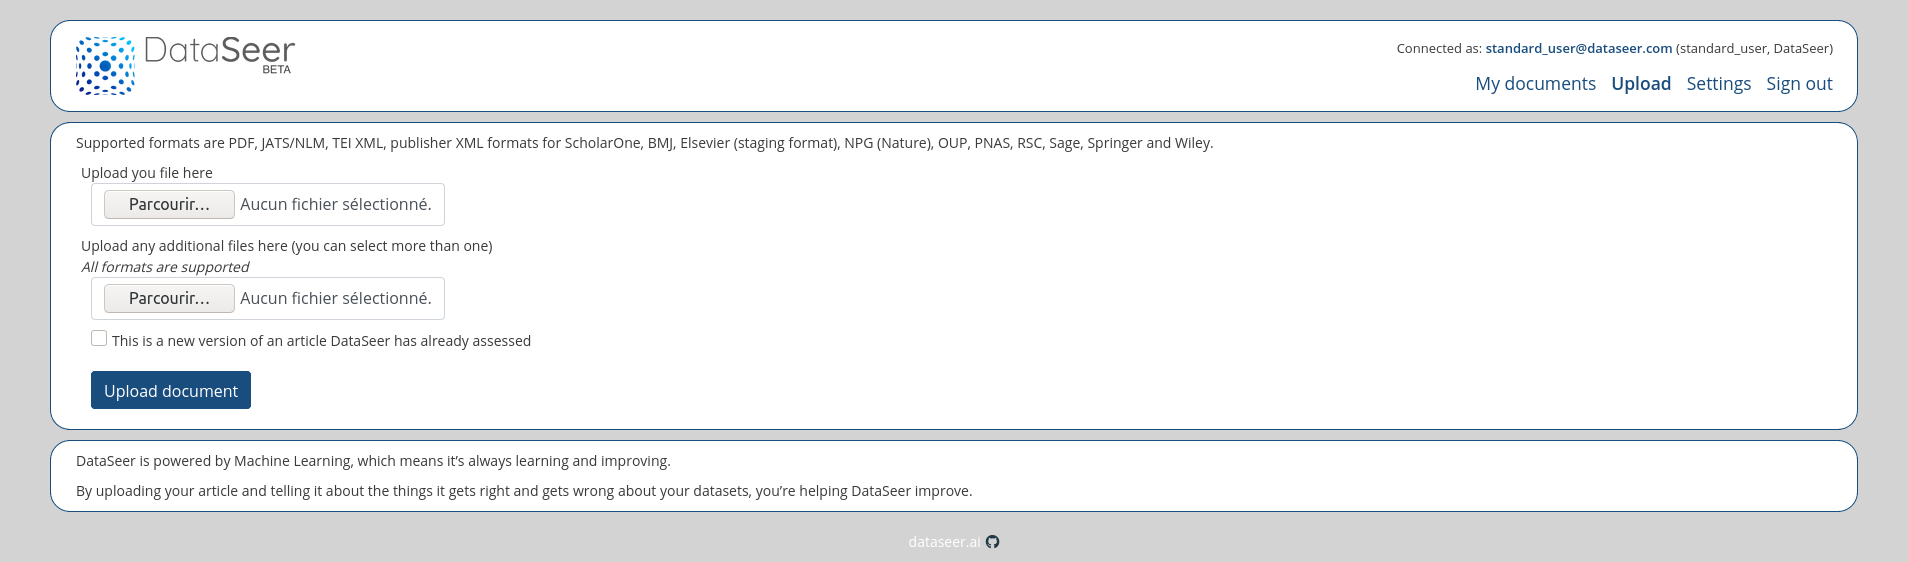 DataSeer
BETA
Connected as: standard_user@dataseer.com (standard_user, DataSeer)
My documents Upload Settings Sign out
Supported formats are PDF, JATS/NLM, TEI XML, publisher XML formats for ScholarOne, BMJ, Elsevier (staging format), NPG (Nature), OUP, PNAS, RSC, Sage, Springer and Wiley.
Upload you file here
Parcourir... Aucun fichier sélectionné.
Upload any additional files here (you can select more than one)
All formats are supported
Parcourir... Aucun fichier sélectionné.
This is a new version of an article DataSeer has already assessed
Upload document
DataSeer is powered by Machine Learning, which means it’s always learning and improving.
By uploading your article and telling it about the things it gets right and gets wrong about your datasets, you’re helping DataSeer improve.
dataseer.ai